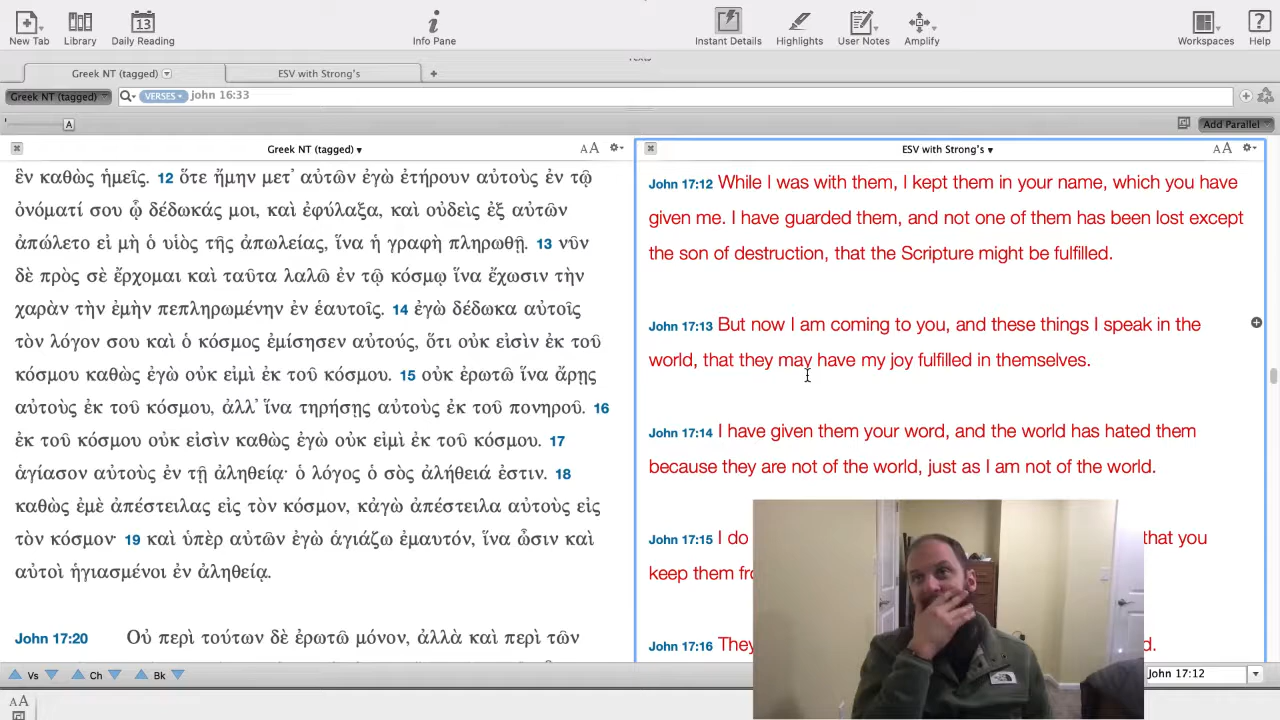 New Tab
Library
13
Daily Reading
Info Pane
Instant Details
Highlights
User Notes
Amplify
Workspaces
Help
Greek NT (tagged)
ESV with Strong's
Greek NT (tagged)
VERSES
john 16:33
A
Add Parallel
Greek NT (tagged)
AA
ἓν καθὼς ἡμεῖς. 12 ὅτε ἤμην μετ᾽ αὐτῶν ἐγὼ ἐτήρουν αὐτοὺς ἐν τῷ
ὀνόματί σου ᾧ δέδωκάς μοι, καὶ ἐφύλαξα, καὶ οὐδεὶς ἐξ αὐτῶν
ἀπώλετο εἰ μὴ ὁ υἱὸς τῆς ἀπωλείας, ἵνα ἡ γραφὴ πληρωθῇ. 13 νῦν
δὲ πρὸς σὲ ἔρχομαι καὶ ταῦτα λαλῶ ἐν τῷ κόσμῳ ἵνα ἔχωσιν τὴν
χαρὰν τὴν ἐμὴν πεπληρωμένην ἐν ἑαυτοῖς. 14 ἐγὼ δέδωκα αὐτοῖς
τὸν λόγον σου καὶ ὁ κόσμος ἐμίσησεν αὐτούς, ὅτι οὐκ εἰσὶν ἐκ τοῦ
κόσμου καθὼς ἐγὼ οὐκ εἰμὶ ἐκ τοῦ κόσμου. 15 οὐκ ἐρωτῶ ἵνα ἄρῃς
αὐτοὺς ἐκ τοῦ κόσμου, ἀλλ᾽ ἵνα τηρήσῃς αὐτοὺς ἐκ τοῦ πονηροῦ. 16
ἐκ τοῦ κόσμου οὐκ εἰσὶν καθὼς ἐγὼ οὐκ εἰμὶ ἐκ τοῦ κόσμου. 17
ἁγίασον αὐτοὺς ἐν τῇ ἀληθείᾳ· ὁ λόγος ὁ σὸς ἀλήθειά ἐστιν. 18
καθὼς ἐμὲ ἀπέστειλας εἰς τὸν κόσμον, κἀγὼ ἀπέστειλα αὐτοὺς εἰς
τὸν κόσμον· 19 καὶ ὑπὲρ αὐτῶν ἐγὼ ἁγιάζω ἐμαυτόν, ἵνα ὦσιν καὶ
αὐτοὶ ἡγιασμένοι ἐν ἀληθείᾳ.
John 17:20 Οὐ περὶ τούτων δὲ ἐρωτῶ μόνον, ἀλλὰ καὶ περὶ τῶν
ESV with Strong's
AA
John 17:12 While I was with them, I kept them in your name, which you have
given me. I have guarded them, and not one of them has been lost except
the son of destruction, that the Scripture might be fulfilled.
John 17:13 But now I am coming to you, and these things I speak in the
world, that they may have my joy fulfilled in themselves.
John 17:14 I have given them your word, and the world has hated them
because they are not of the world, just as I am not of the world.
John 17:15 I do that you
keep them
John 17:16 They
Vs
Ch
Bk
John 17:12
AA